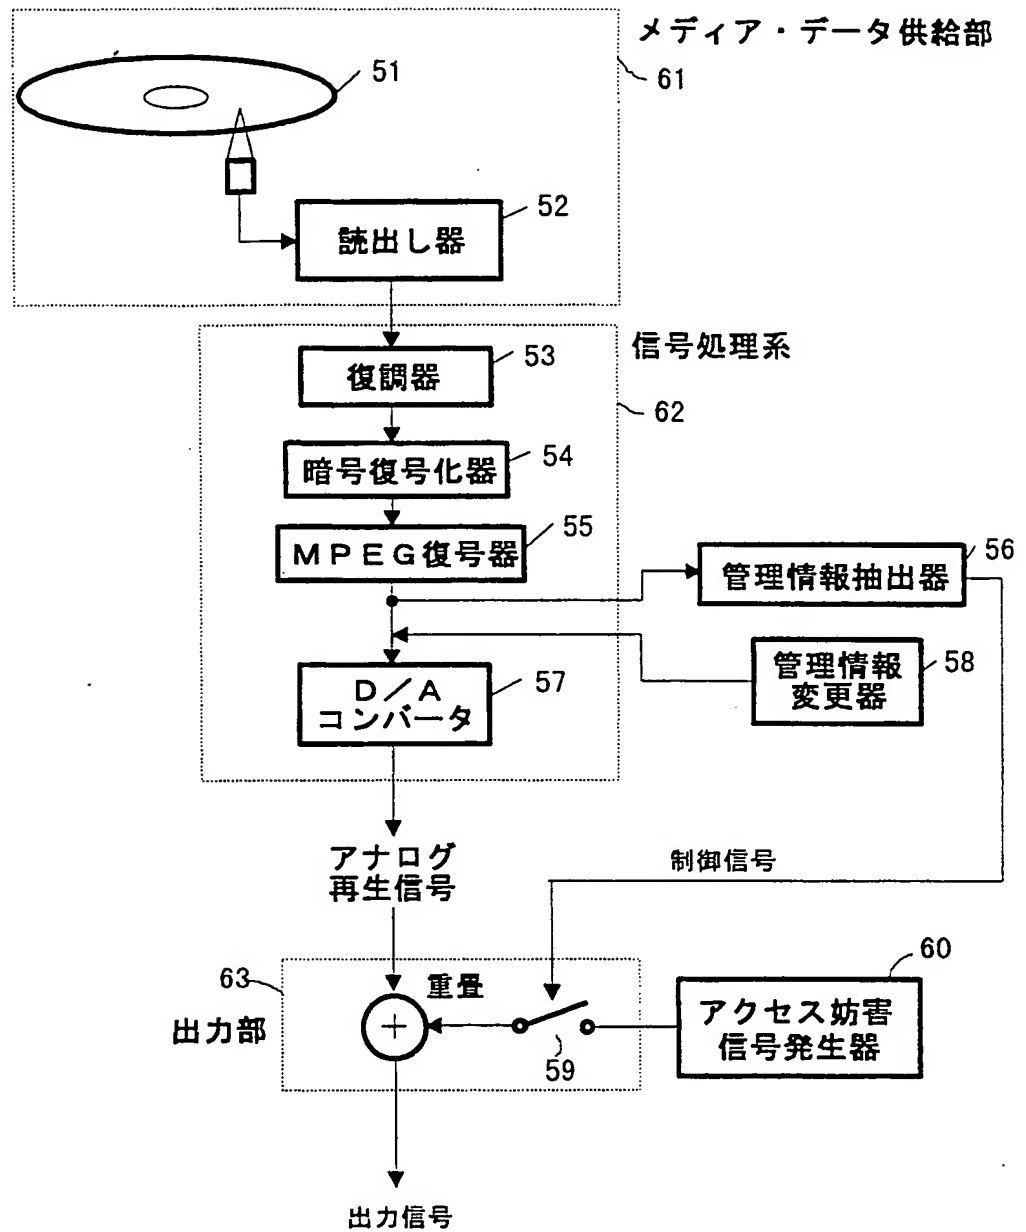 メディア・データ供給部
51
61
52
読出し器
信号処理系
53
復調器
62
54
暗号復号化器
55
MPEG復号器
56
管理情報抽出器
57
D/A
コンバータ
58
管理情報
変更器
アナログ
再生信号
制御信号
63
重畳
60
出力部
+
59
アクセス妨害
信号発生器
出力信号